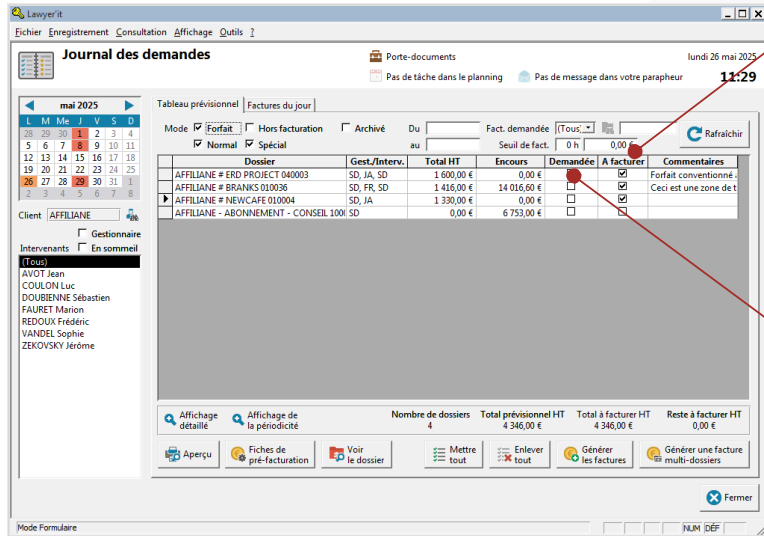 Lawyer'it
Fichier Enregistrement Consultation Affichage Outils ?
Journal des demandes
Porte-documents
lundi 26 mai 2025
Pas de tâche dans le planning
Pas de message dans votre parapheur
11:29
mai 2025
L M Me J V S D
28 29 30 1 2 3 4
5 6 7 8 9 10 11
12 13 14 15 16 17 18
19 20 21 22 23 24 25
26 27 28 29 30 31 1
2 3 4 5 6 7 8
Client AFFILIANE
Gestionnaire
Intervenants En sommeil
(Tous)
AVOT Jean
COULON Luc
DOUBIENNE Sébastien
FAURET Marion
REDOUX Frédéric
VANDEL Sophie
ZEKOVSKY Jérôme
Tableau prévisionnel Factures du jour
Mode Forfait Hors facturation Archivé Du Fact. demandée (Tous)
Normal Spécial au Seuil de fact. 0 h 0,00 €
Rafraîchir
Dossier Gest./Interv. Total HT Encours Demandée A facturer Commentaires
AFFILIANE # ERD PROJECT 040003 SD, JA, SD 1 600,00 € 0,00 € Forfait conventionné
AFFILIANE # BRANKS 010036 SD, FR, SD 1 416,00 € 14 016,60 € Ceci est une zone de t
AFFILIANE # NEWCAFE 010004 SD, JA 1 330,00 € 0,00 €
AFFILIANE - ABONNEMENT - CONSEIL 100 SD 0,00 € 6 753,00 €
Affichage détaillé
Affichage de la périodicité
Nombre de dossiers Total prévisionnel HT Total à facturer HT Reste à facturer HT
4 4 346,00 € 4 346,00 € 0,00 €
Aperçu
Fiches de pré-facturation
Voir le dossier
Mettre tout
Enlever tout
Générer les factures
Générer une facture multi-dossiers
Fermer
Mode Formulaire
NUM DÉF